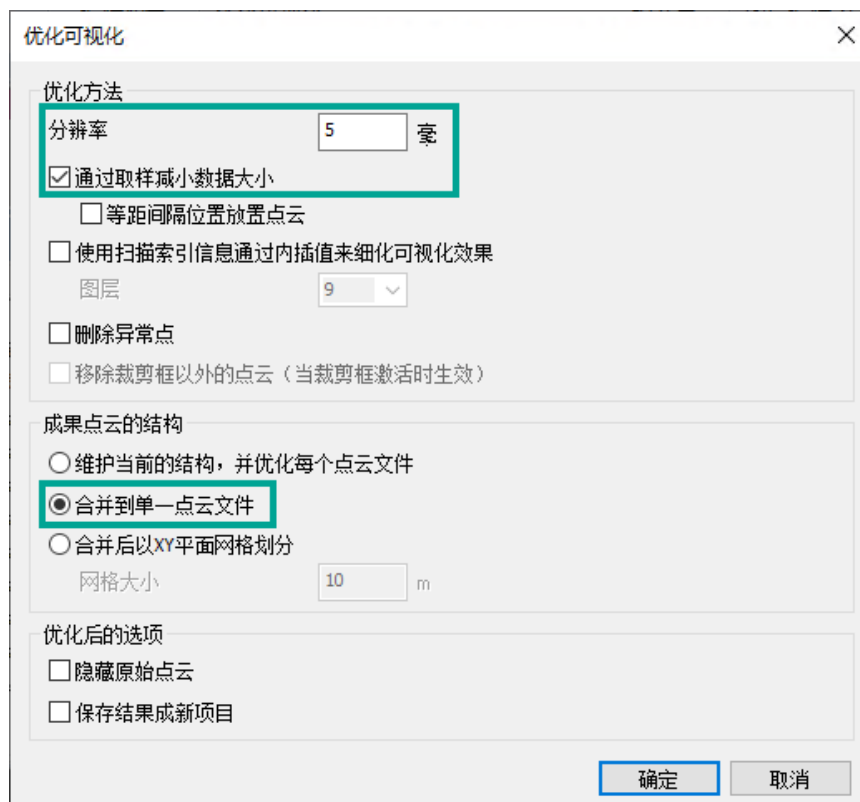 优化可视化
优化方法
分辨率 5 毫
通过取样减小数据大小
等距间隔位置放置点云
使用扫描索引信息通过内插值来细化可视化效果
图层 9
删除异常点
移除裁剪框以外的点云（当裁剪框激活时生效）
成果点云的结构
维护当前的结构，并优化每个点云文件
合并到单一点云文件
合并后以XY平面网格划分
网格大小 10 m
优化后的选项
隐藏原始点云
保存结果成新项目
确定 取消